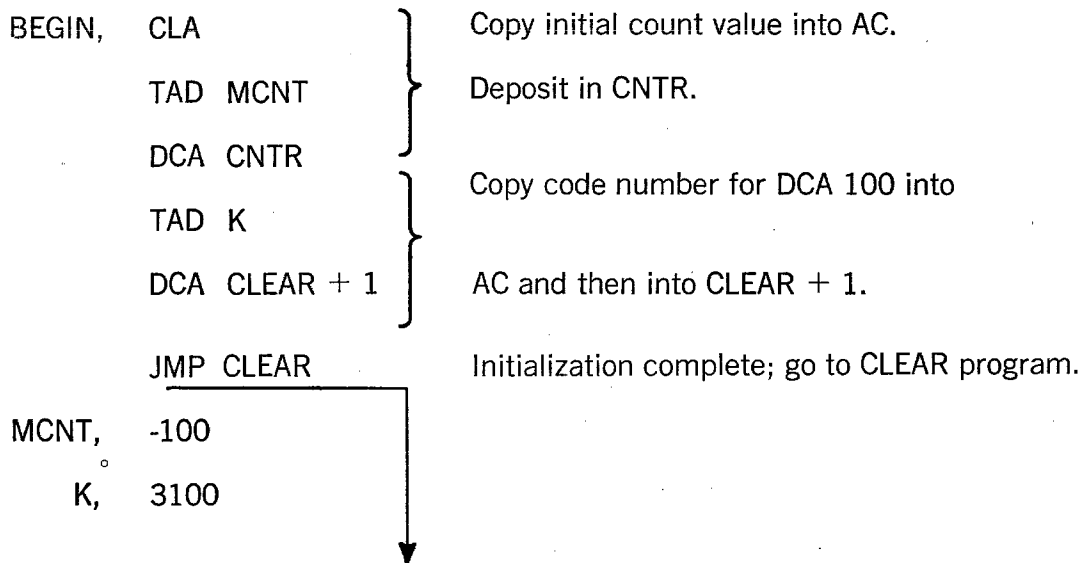 BEGIN, CLA Copy initial count value into AC.
TAD MCNT Deposit in CNTR.
DCA CNTR
Copy code number for DCA 100 into
TAD K
DCA CLEAR + 1 AC and then into CLEAR + 1.
JMP CLEAR Initialization complete; go to CLEAR program.
MCNT, -100
K, 3100